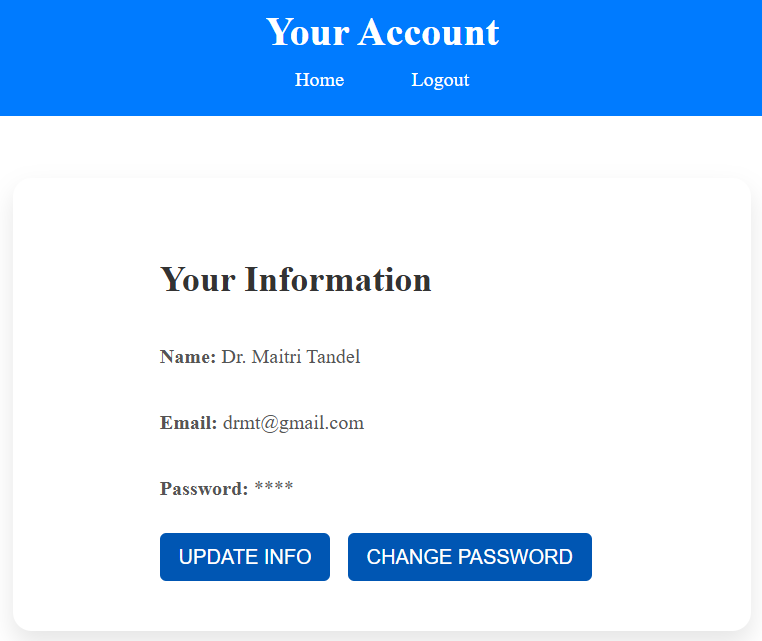 Your Account
Home Logout
Your Information
Name: Dr. Maitri Tandel
Email: drmt@gmail.com
Password: ****
UPDATE INFO CHANGE PASSWORD